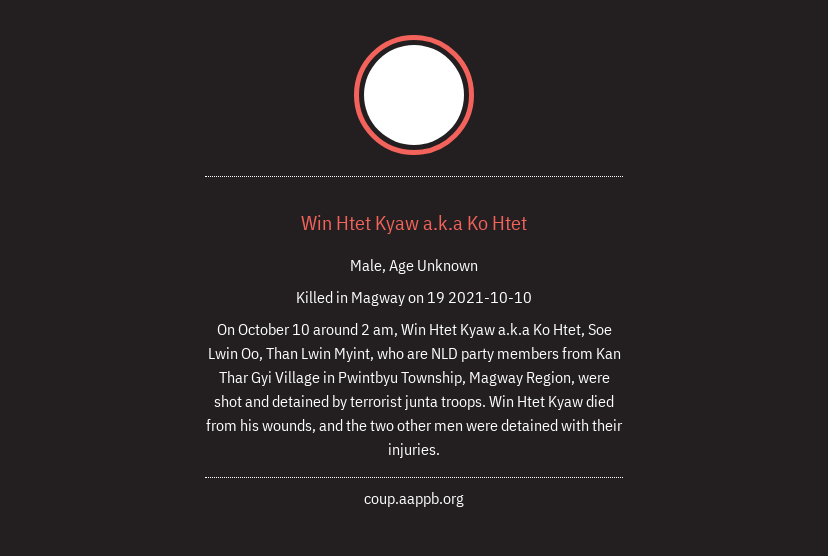 Win Htet Kyaw a.k.a Ko Htet
Male, Age Unknown
Killed in Magway on 19 2021-10-10
On October 10 around 2 am, Win Htet Kyaw a.k.a Ko Htet, Soe
Lwin Oo, Than Lwin Myint, who are NLD party members from Kan
Thar Gyi Village in Pwintbyu Township, Magway Region, were
shot and detained by terrorist junta troops. Win Htet Kyaw died
from his wounds, and the two other men were detained with their
injuries.
coup.aappb.org